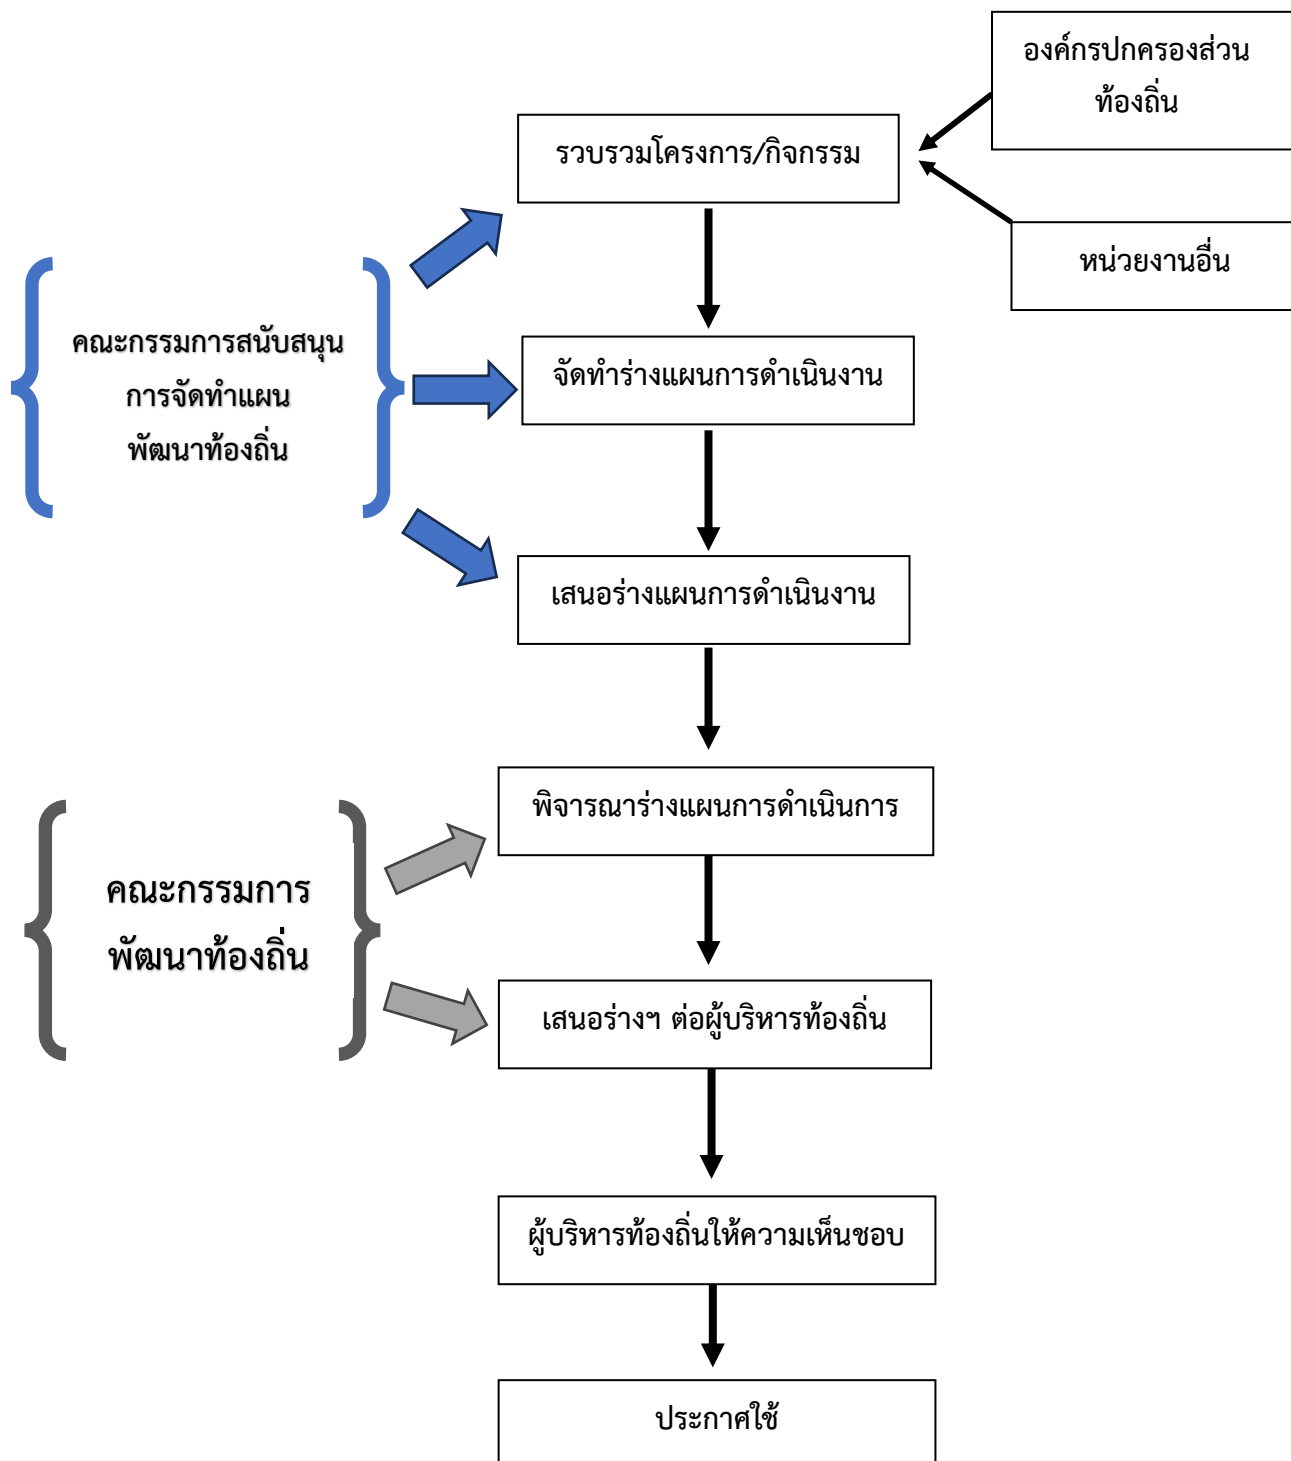 องค์กรปกครองส่วน
ท้องถิ่น
รวบรวมโครงการ/กิจกรรม
หน่วยงานอื่น
คณะกรรมการสนับสนุน
การจัดทำแผน
พัฒนาท้องถิ่น
จัดทำร่างแผนการดำเนินงาน
เสนอร่างแผนการดำเนินงาน
พิจารณาร่างแผนการดำเนินการ
คณะกรรมการ
พัฒนาท้องถิ่น
เสนอร่างฯ ต่อผู้บริหารท้องถิ่น
ผู้บริหารท้องถิ่นให้ความเห็นชอบ
ประกาศใช้